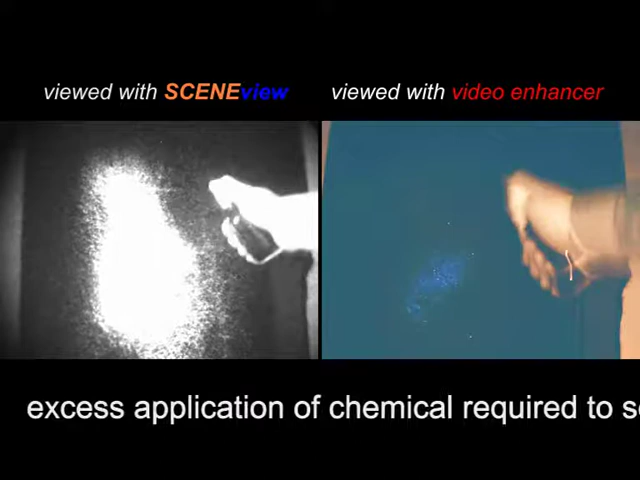 viewed with SCENEview
viewed with video enhancer
excess application of chemical required to